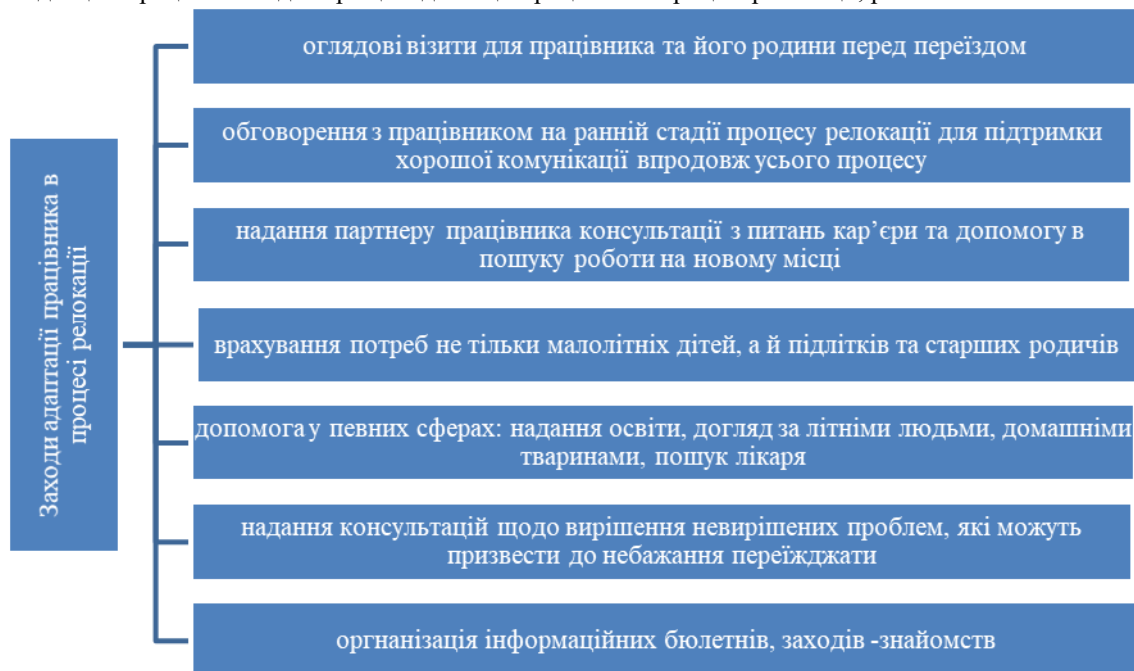 Заходи адаптації працівника в
процесі релокації
оглядові візити для працівника та його родини перед переїздом
обговорення з працівником на ранній стадії процесу релокації для підтримки
хорошої комунікації впродовж усього процесу
надання партнеру працівника консультації з питань кар’єри та допомогу в
пошуку роботи на новому місці
врахування потреб не тільки малолітніх дітей, а й підлітків та старших родичів
допомога у певних сферах: надання освіти, догляд за літніми людьми, домашніми
тваринами, пошук лікаря
надання консультацій щодо вирішення невирішених проблем, які можуть
призвести до небажання переїжджати
оргнанізація інформаційних бюлетнів, заходів -знайомств